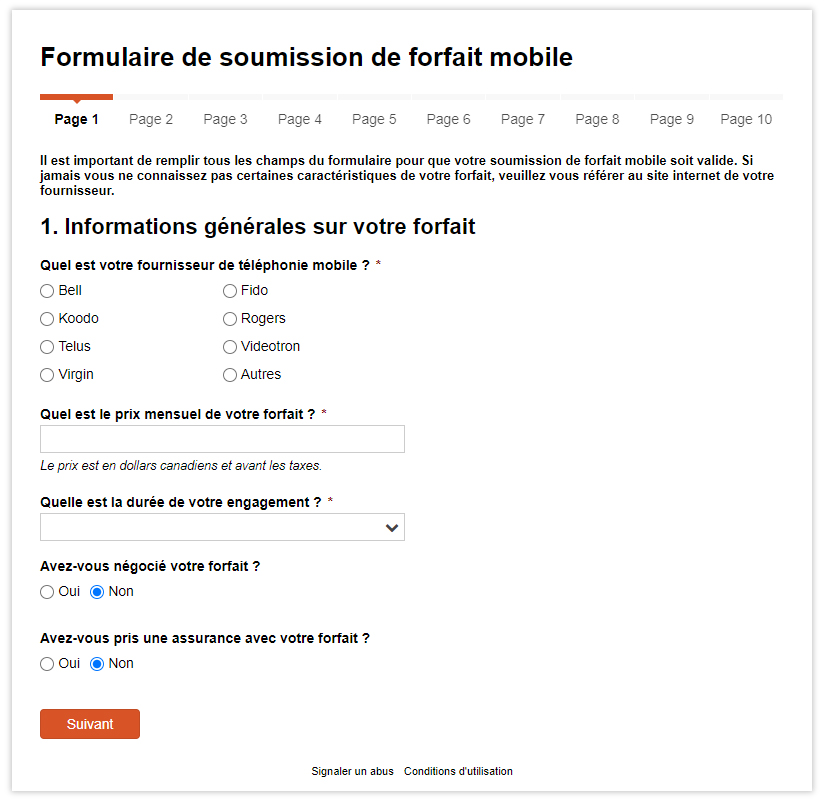 Formulaire de soumission de forfait mobile
Page 1 Page 2 Page 3 Page 4 Page 5 Page 6 Page 7 Page 8 Page 9 Page 10
Il est important de remplir tous les champs du formulaire pour que votre soumission de forfait mobile soit valide. Si
jamais vous ne connaissez pas certaines caractéristiques de votre forfait, veuillez vous référer au site internet de votre
fournisseur.
1. Informations générales sur votre forfait
Quel est votre fournisseur de téléphonie mobile ? *
Bell Fido
Koodo Rogers
Telus Videotron
Virgin Autres
Quel est le prix mensuel de votre forfait ? *
Le prix est en dollars canadiens et avant les taxes.
Quelle est la durée de votre engagement ? *
Avez-vous négocié votre forfait ?
Oui Non
Avez-vous pris une assurance avec votre forfait ?
Oui Non
Suivant
Signaler un abus Conditions d'utilisation